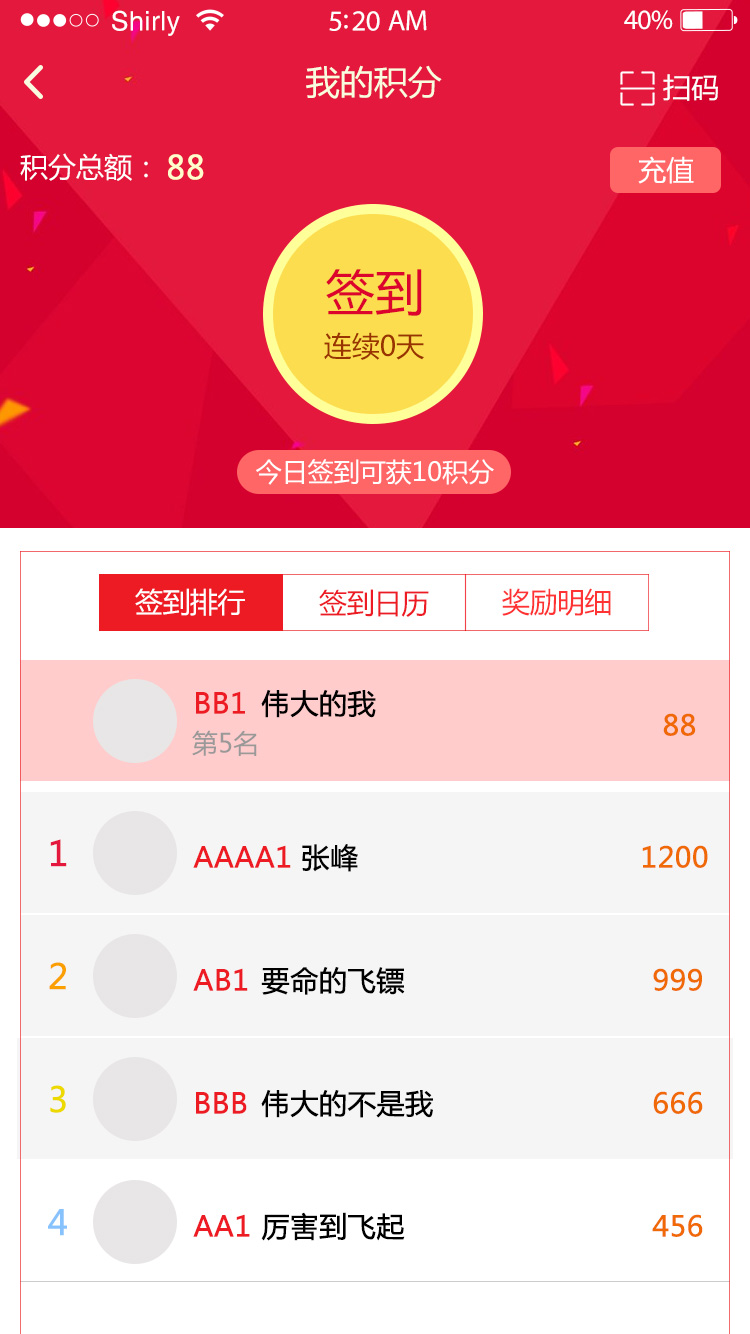 Shirly 5:20 AM 40%
我的积分
扫码
积分总额： 88
充值
签到
连续0天
今日签到可获10积分
签到排行 签到日历 奖励明细
BB1 伟大的我
第5名
88
1 AAAA1 张峰 1200
2 AB1 要命的飞镖 999
3 BBB 伟大的不是我 666
4 AA1 厉害到飞起 456